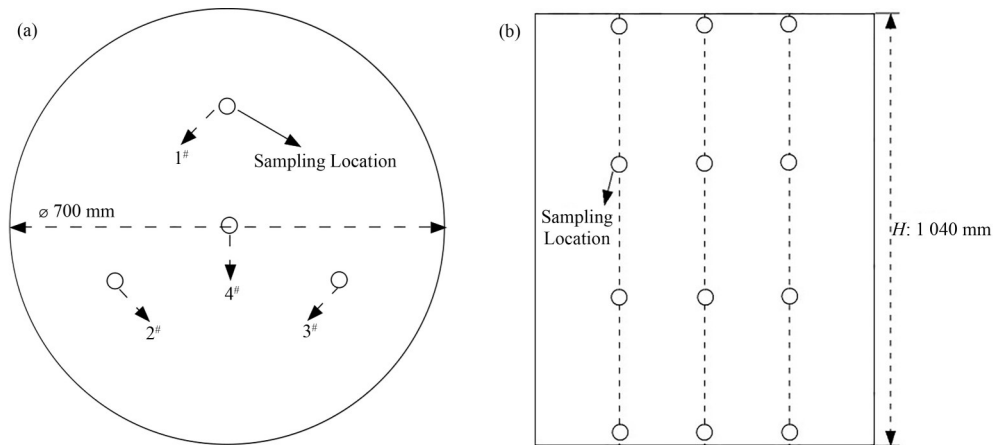 (a)
1#
Sampling Location
⌀ 700 mm
4#
2#
3#
(b)
Sampling
Location
H: 1 040 mm